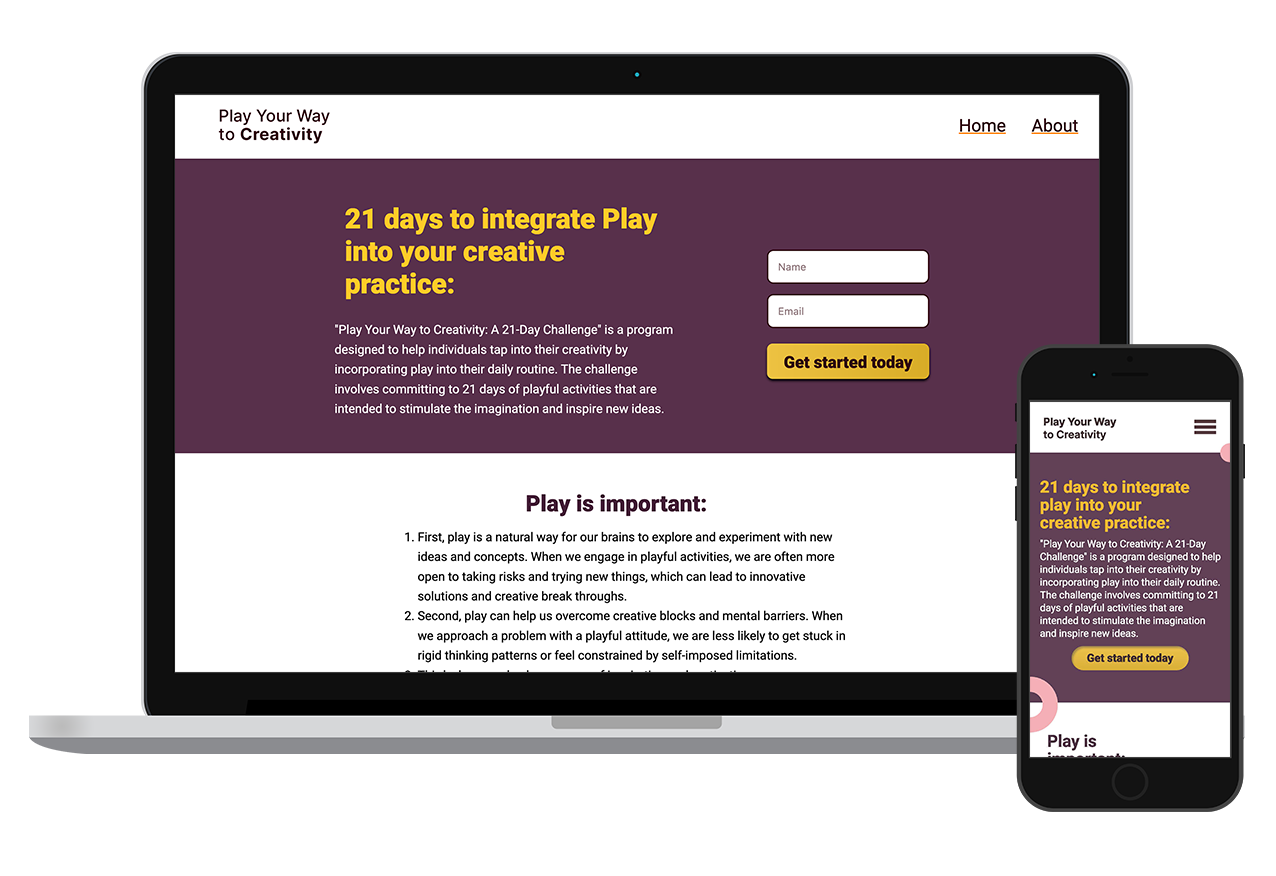 Play Your Way
to Creativity
Home About
21 days to integrate Play
into your creative
practice:
"Play Your Way to Creativity: A 21-Day Challenge" is a program
designed to help individuals tap into their creativity by
incorporating play into their daily routine. The challenge
involves committing to 21 days of playful activities that are
intended to stimulate the imagination and inspire new ideas.
Name
Email
Get started today
Play is important:
1. First, play is a natural way for our brains to explore and experiment with new
ideas and concepts. When we engage in playful activities, we are often more
open to taking risks and trying new things, which can lead to innovative
solutions and creative break throughs.
2. Second, play can help us overcome creative blocks and mental barriers. When
we approach a problem with a playful attitude, we are less likely to get stuck in
rigid thinking patterns or feel constrained by self-imposed limitations.
Play Your Way
to Creativity
21 days to integrate
play into your
creative practice:
"Play Your Way to Creativity: A 21-Day
Challenge" is a program designed to help
individuals tap into their creativity by
incorporating play into their daily routine.
The challenge involves committing to 21
days of playful activities that are
intended to stimulate the imagination
and inspire new ideas.
Get started today
Play is
important: